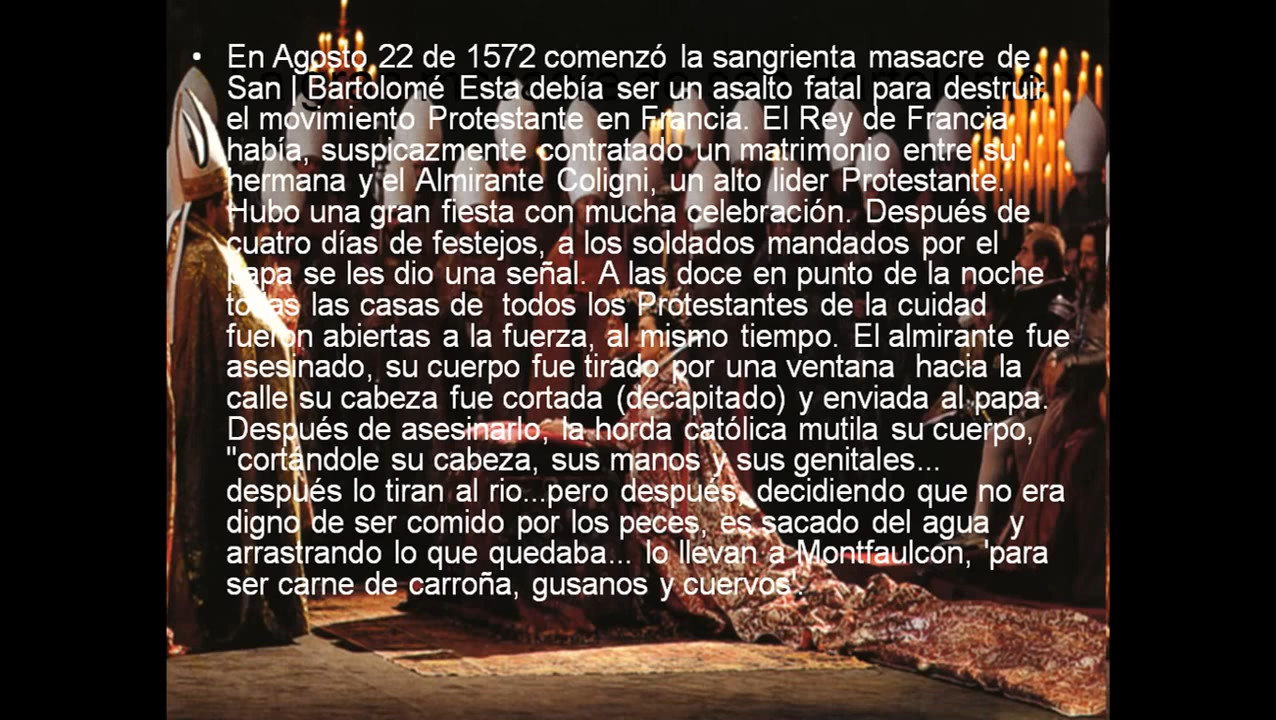 • En Agosto 22 de 1572 comenzó la sangrienta masacre de
San | Bartolomé Esta debía ser un asalto fatal para destruir
el movimiento Protestante en Francia. El Rey de Francia
había, suspicazmente contratado un matrimonio entre su
hermana y el Almirante Coligni, un alto lider Protestante.
Hubo una gran fiesta con mucha celebración. Después de
cuatro días de festejos, a los soldados mandados por el
papa se les dio una señal. A las doce en punto de la noche
todas las casas de todos los Protestantes de la cuidad
fueron abiertas a la fuerza, al mismo tiempo. El almirante fue
asesinado, su cuerpo fue tirado por una ventana hacia la
calle su cabeza fue cortada (decapitado) y enviada al papa.
Después de asesinarlo, la horda católica mutila su cuerpo,
"cortándole su cabeza, sus manos y sus genitales...
después lo tiran al rio...pero después, decidiendo que no era
digno de ser comido por los peces, es sacado del agua y
arrastrando lo que quedaba... lo llevan a Montfaulcon, 'para
ser carne de carroña, gusanos y cuervos'.